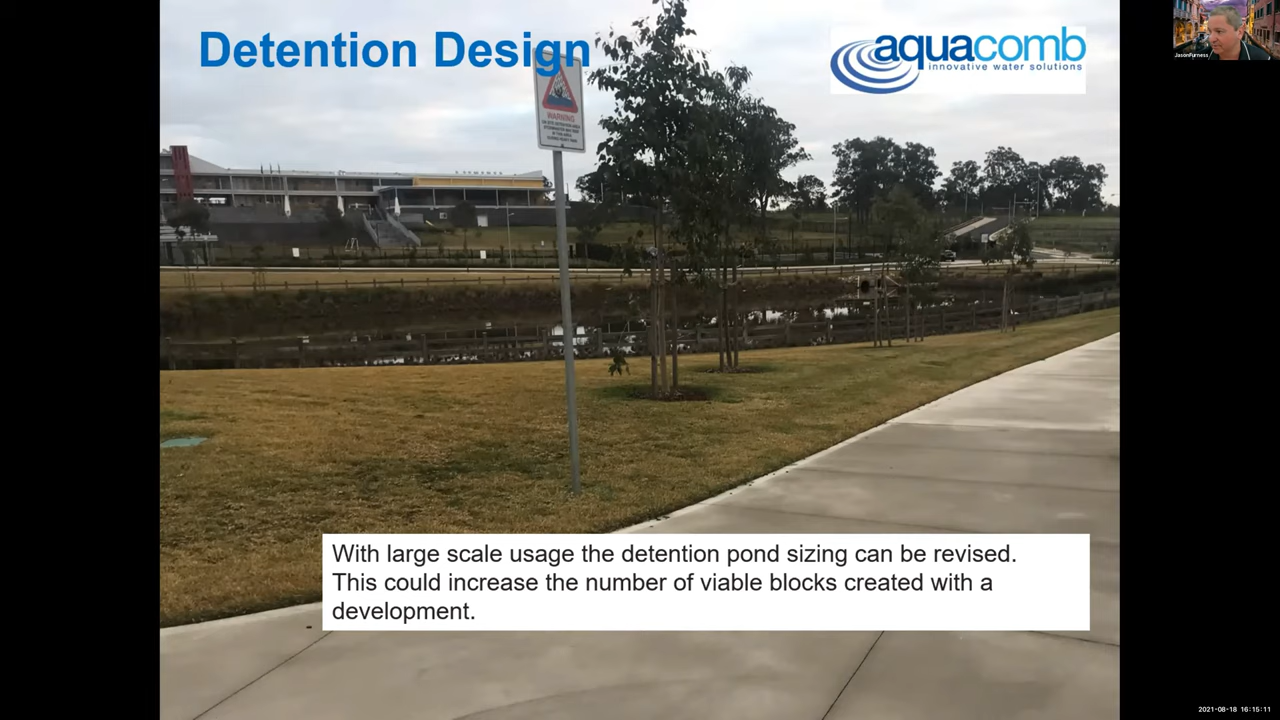 Detention Design
aquacomb
innovative water solutions
WARNING
With large scale usage the detention pond sizing can be revised.
This could increase the number of viable blocks created with a
development.
JasonFurness
2021-08-18 16:15:11